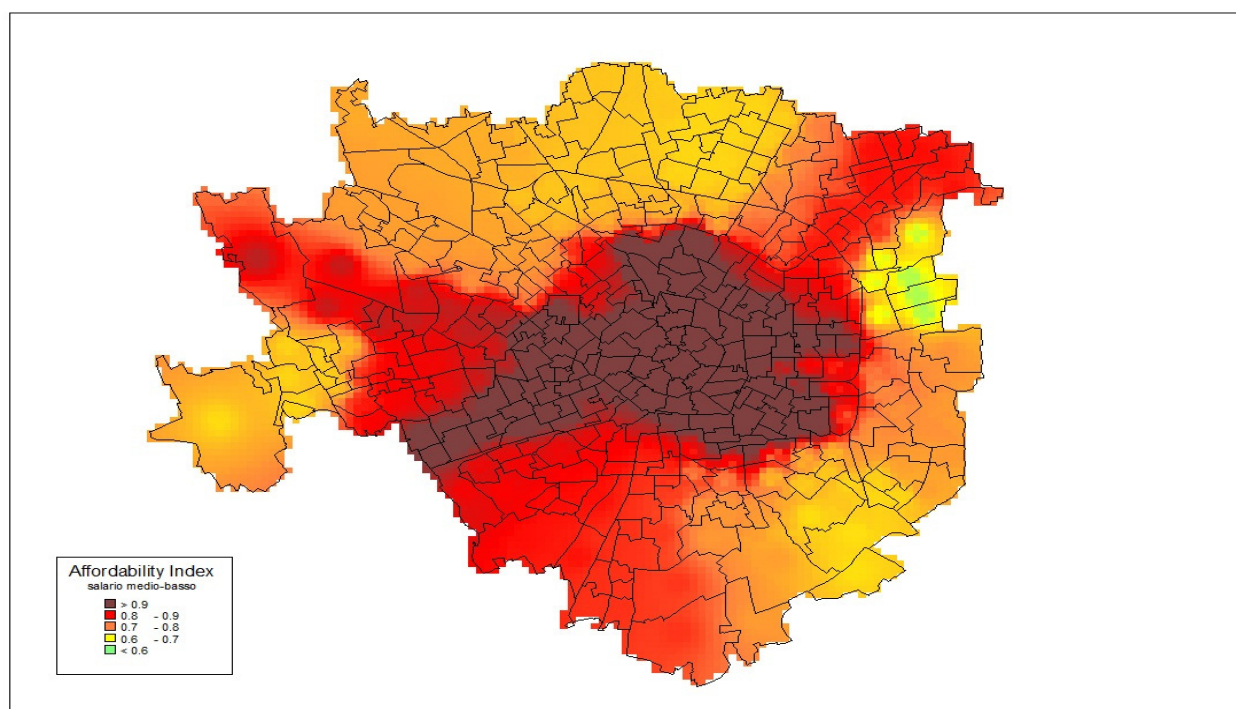 Affordability Index
salario medio-basso
> 0.9
0.8 - 0.9
0.7 - 0.8
0.6 - 0.7
< 0.6